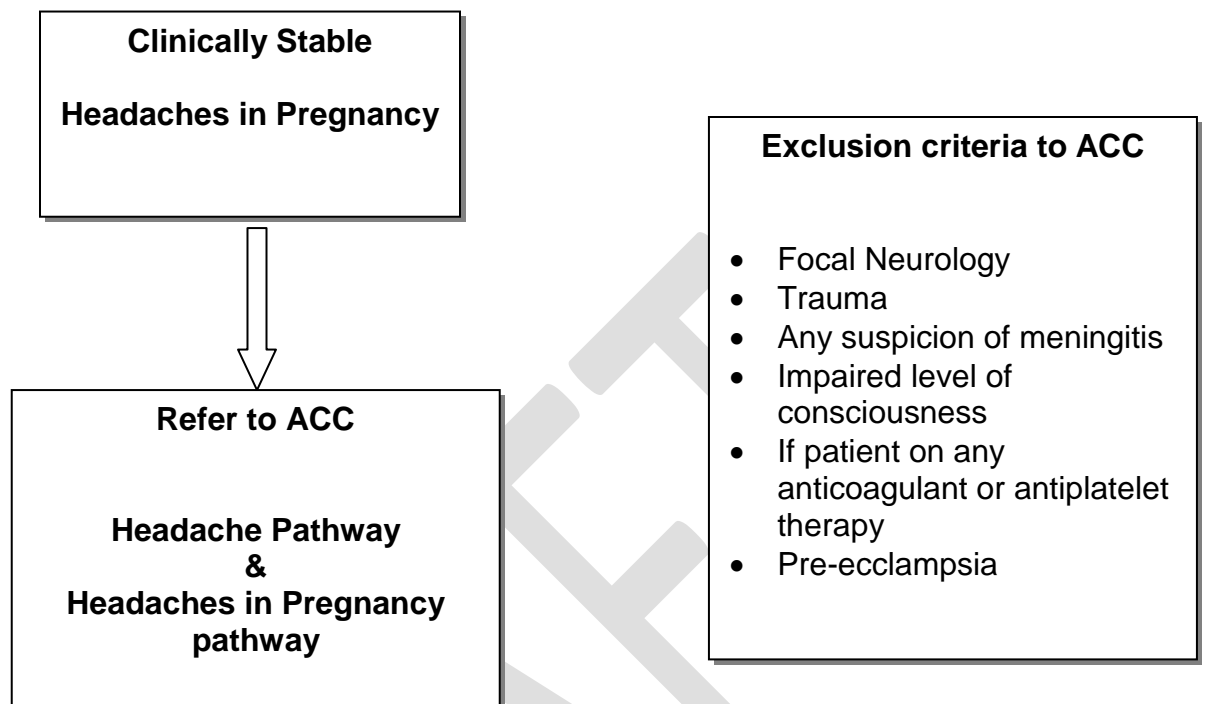 Clinically Stable
Headaches in Pregnancy
Refer to ACC
Headache Pathway
&
Headaches in Pregnancy
pathway
Exclusion criteria to ACC
• Focal Neurology
• Trauma
• Any suspicion of meningitis
• Impaired level of
consciousness
• If patient on any
anticoagulant or antiplatelet
therapy
• Pre-ecclampsia